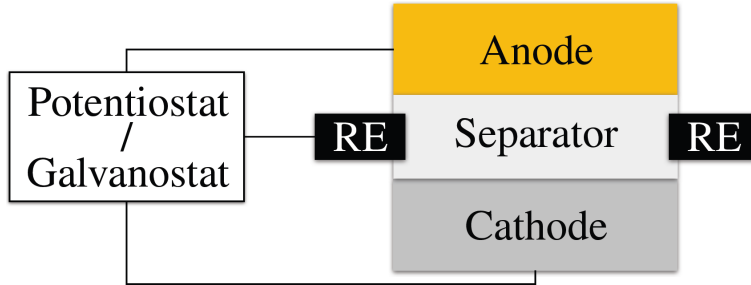 Anode
Potentiostat
/
Galvanostat
RE
Separator
RE
Cathode